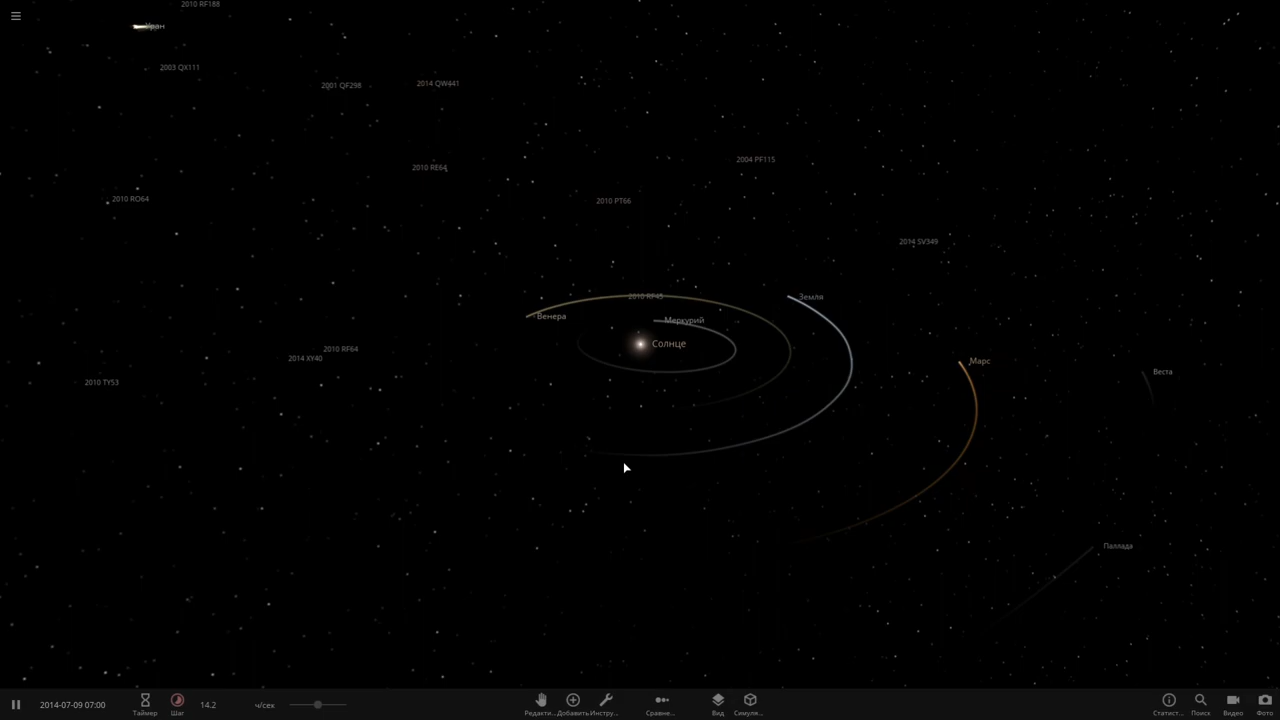 2010 RF188
Уран
2003 QX111
2001 QF298
2014 QW441
2004 PF115
2010 RE64
2010 RO64
2010 PT66
2014 SV349
2010 RF43
Земля
Венера
Меркурий
Солнце
2010 RF64
2014 XY40
Марс
Веста
2010 TY53
Паллада
2014-07-09 07:00
Таймер
Шаг
14.2
ч/сек
Редакти...
Добавить
Инстру...
Сравне...
Вид
Симуля...
Статист...
Поиск
Видео
Фото